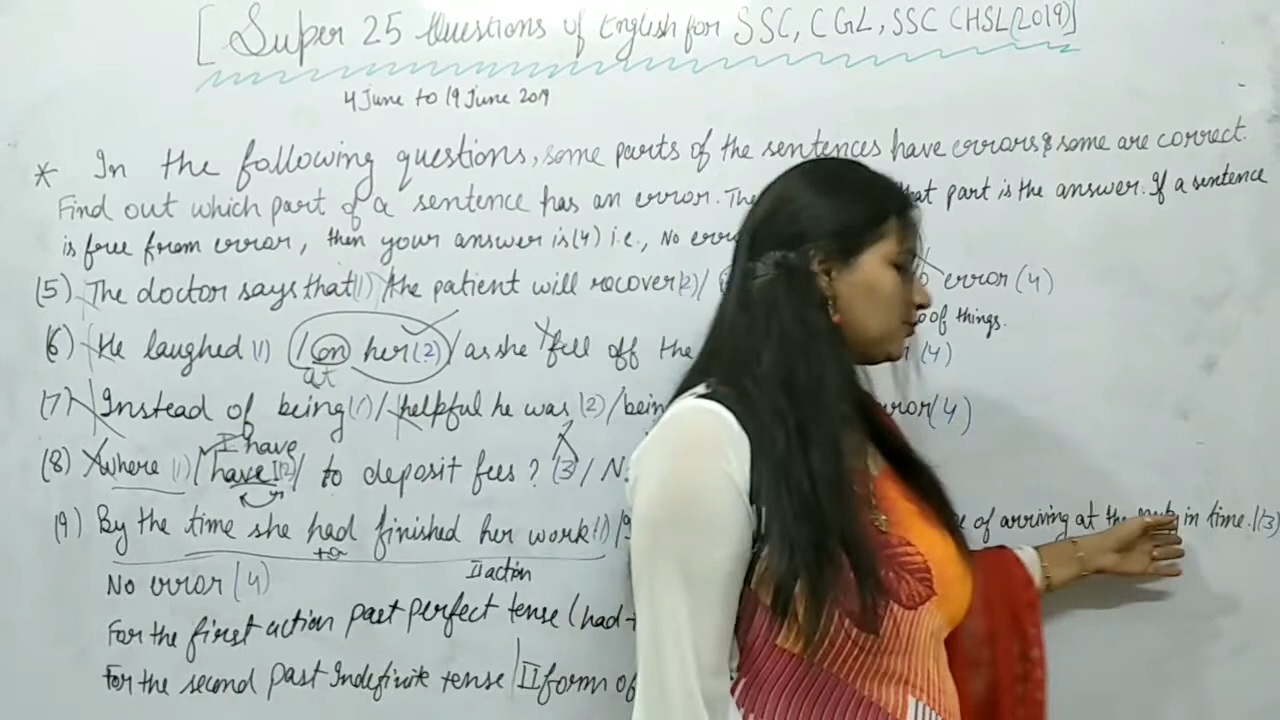 [Super 25 Questions of English for SSC, CGL, SSC CHSL(2019)]
4 June to 19 June 2019
* In the following questions, some parts of the sentences have errors & some are correct.
Find out which part of a sentence has an error. The that part is the answer. If a sentence
is free from error, then your answer is (4) i.e., No
(5) The doctor says that (1) / the patient will recover (2) / error (4)
of things.
(6) He laughed (1) / on her (2) / as she fell off the (4)
at
(7) Instead of being (1) / helpful he was (2) / (4)
I have
(8) Where (1) / have I (2) / to deposit fees ? (3) /
(9) By the time she had finished her work (1) / of arriving at the in time. / (3)
II action
No error (4)
For the first action past perfect tense (had
For the second Past Indefinite tense | II form of